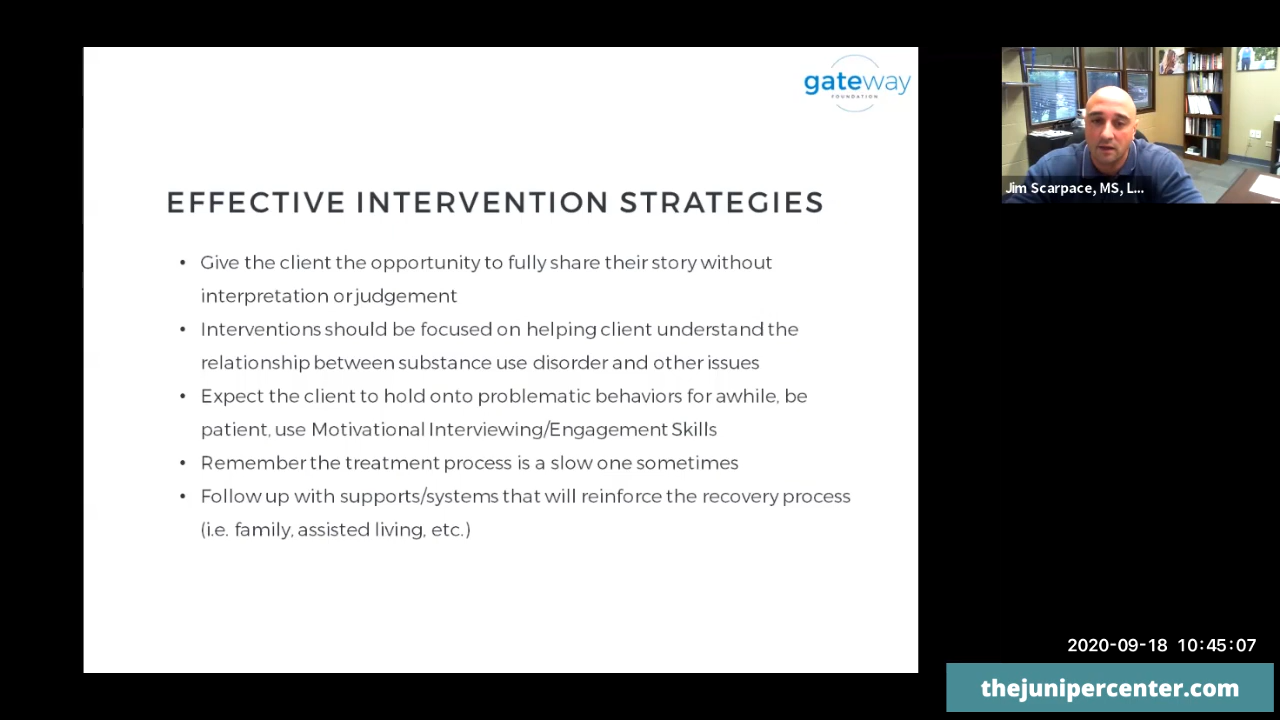 gateway
FOUNDATION
EFFECTIVE INTERVENTION STRATEGIES
• Give the client the opportunity to fully share their story without
interpretation or judgement
• Interventions should be focused on helping client understand the
relationship between substance use disorder and other issues
• Expect the client to hold onto problematic behaviors for awhile, be
patient, use Motivational Interviewing/Engagement Skills
• Remember the treatment process is a slow one sometimes
• Follow up with supports/systems that will reinforce the recovery process
(i.e. family, assisted living, etc.)
Jim Scarpace, MS, L...
2020-09-18 10:45:07
thejunipercenter.com